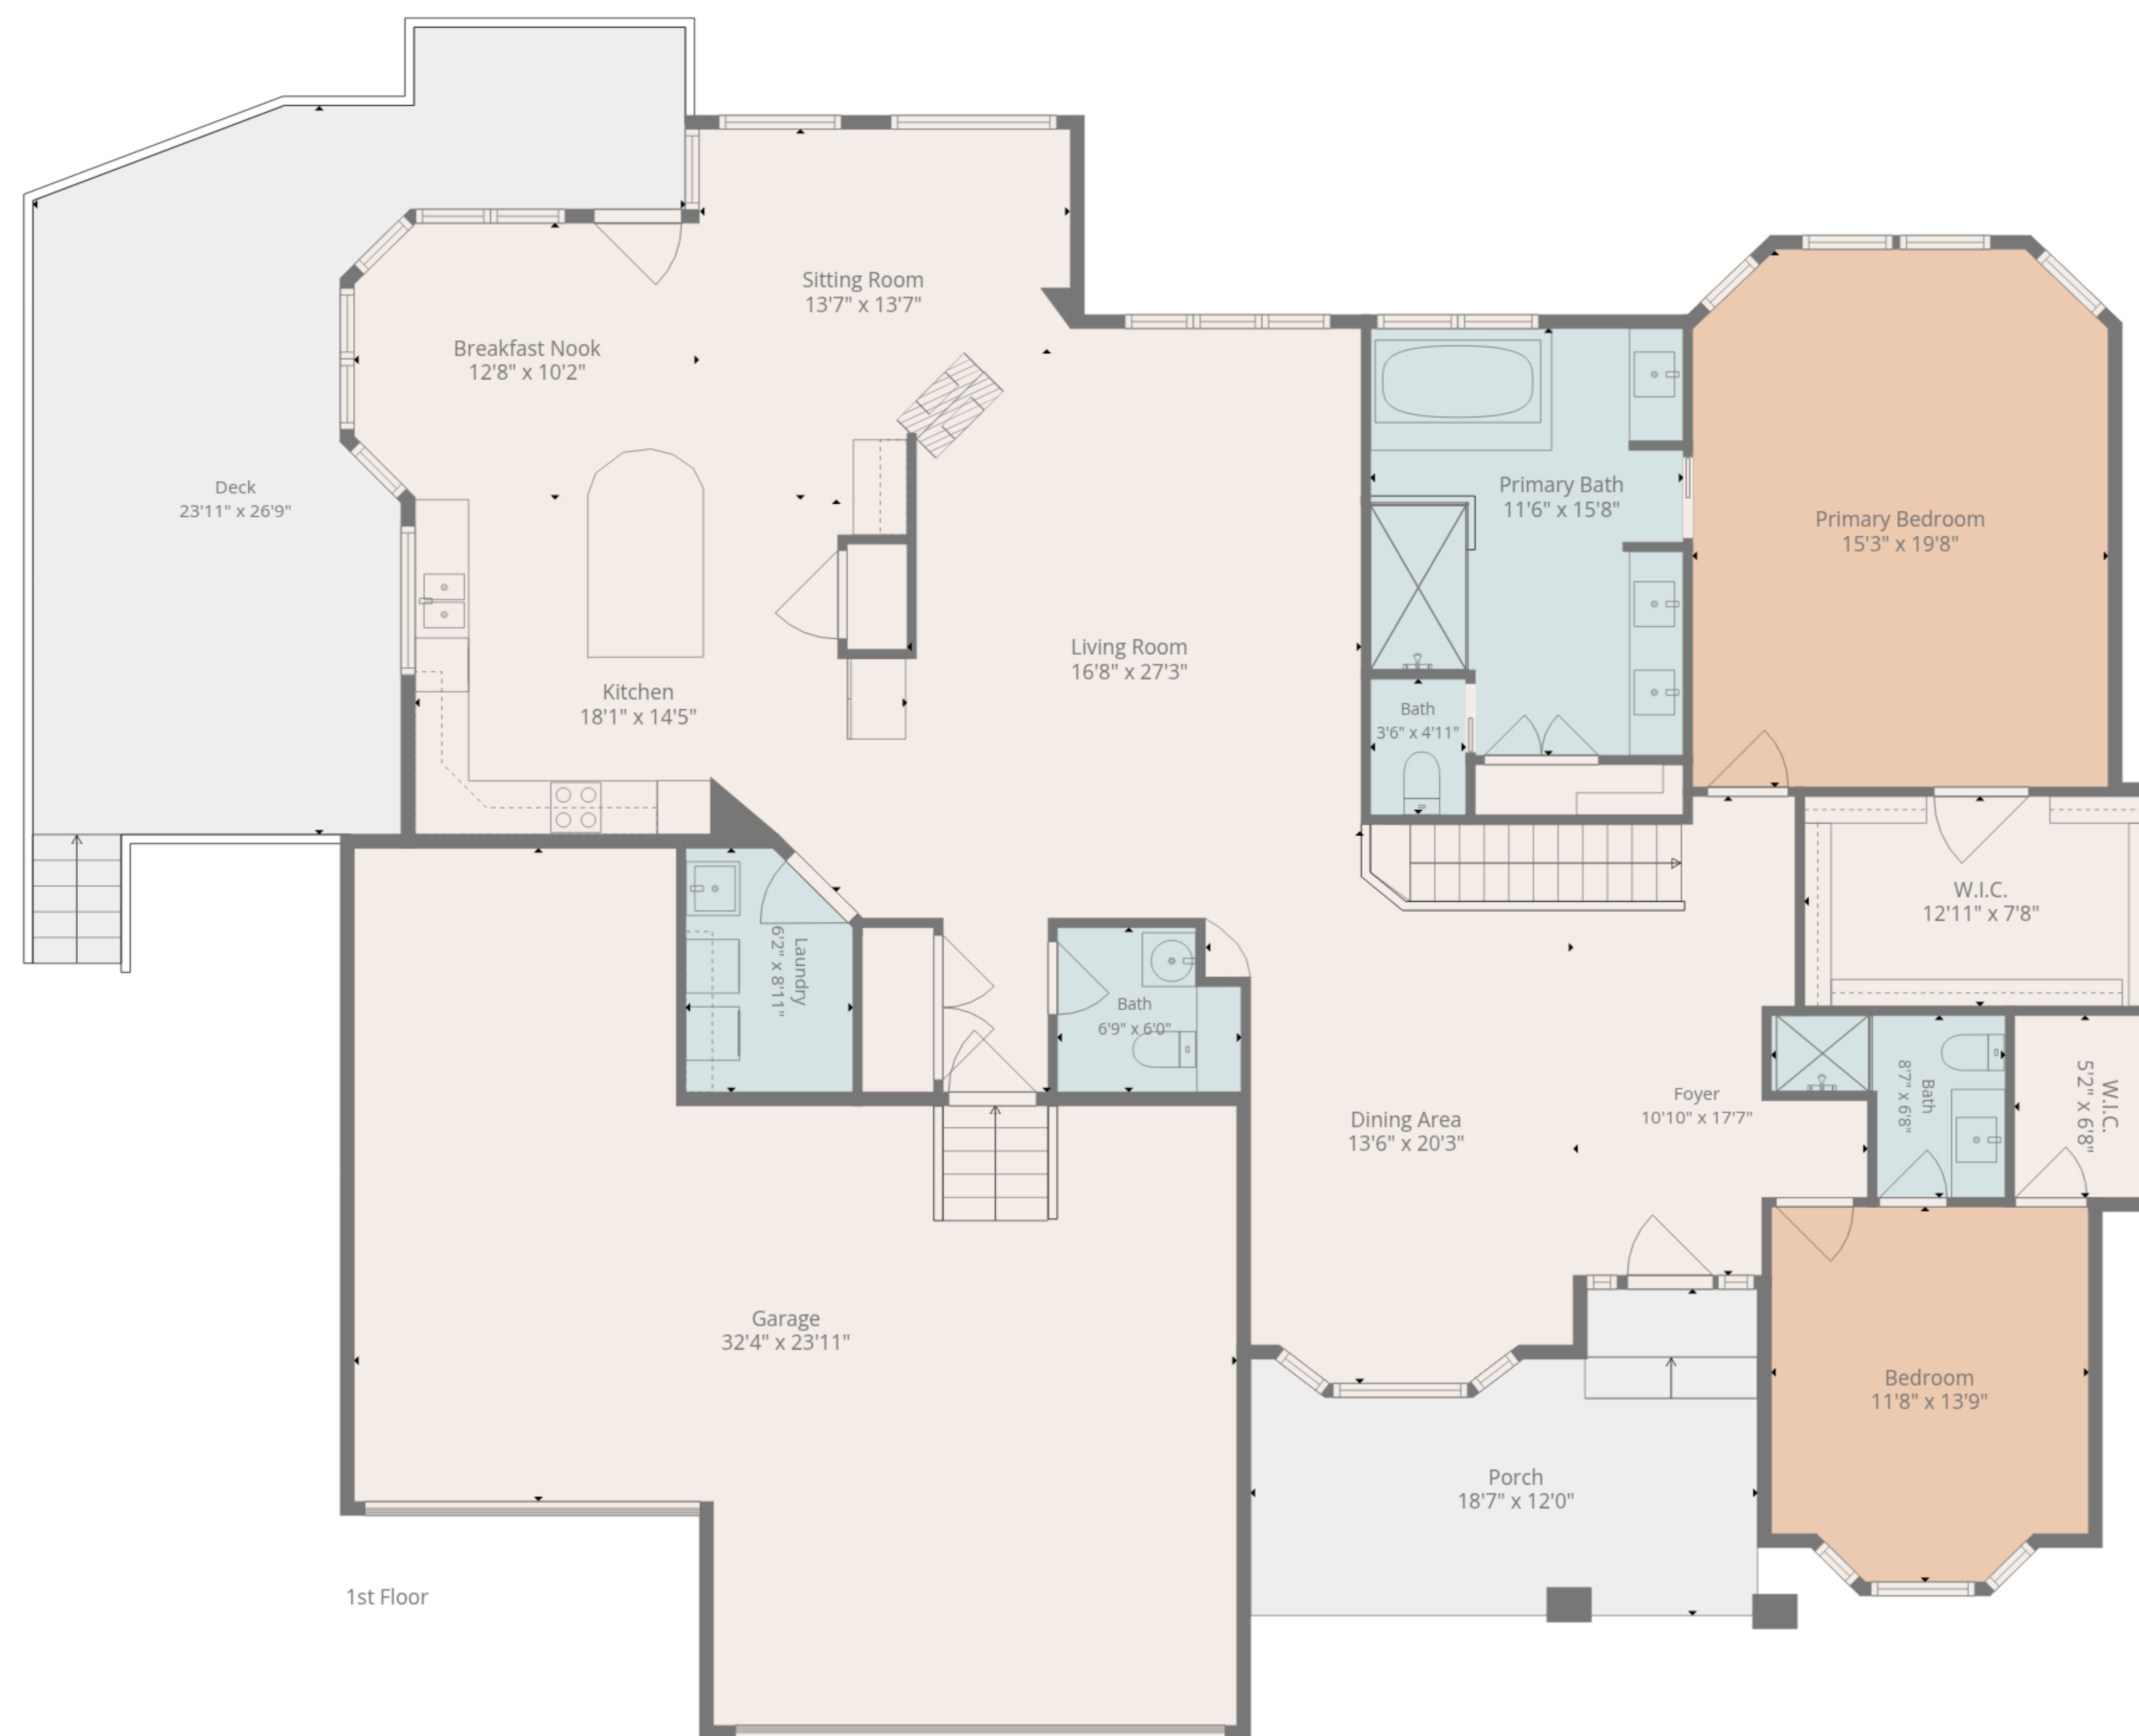 Sitting Room
13'7" x 13'7"
Breakfast Nook
12'8" x 10'2"
Deck
23'11" x 26'9"
Primary Bath
11'6" x 15'8"
Primary Bedroom
15'3" x 19'8"
Living Room
16'8" x 27'3"
Kitchen
18'1" x 14'5"
Bath
3'6" x 4'11"
W.I.C.
12'11" x 7'8"
Laundry
6'2" x 8'11"
Bath
6'9" x 6'0"
Foyer
10'10" x 17'7"
Bath
8'7" x 6'8"
W.I.C.
5'2" x 6'8"
Dining Area
13'6" x 20'3"
Garage
32'4" x 23'11"
Bedroom
11'8" x 13'9"
Porch
18'7" x 12'0"
1st Floor